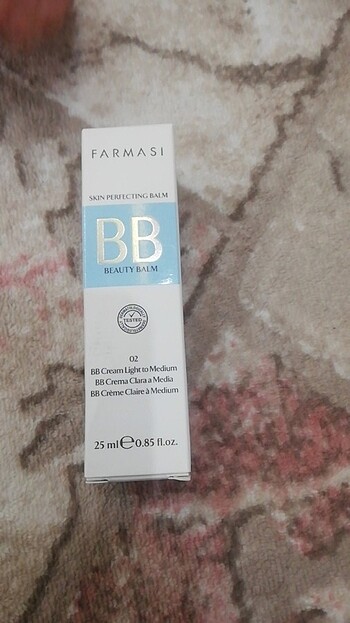 FARMASI
SKIN PERFECTING BALM
BB
BEAUTY BALM
TESTED
02
BB Cream Light to Medium
BB Crema Clara a Media
BB Crème Claire à Medium
25 ml ℮ 0.85 fl.oz.